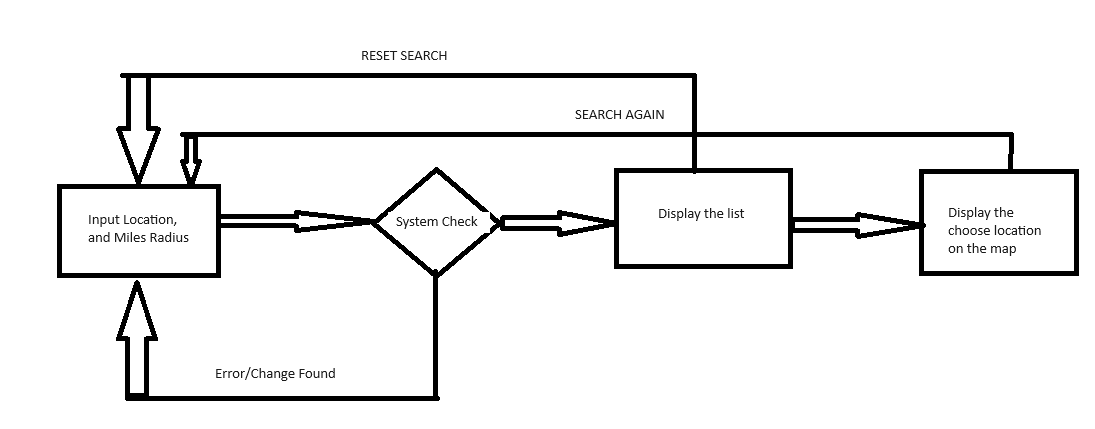 RESET SEARCH
SEARCH AGAIN
Input Location,
and Miles Radius
System Check
Display the list
Display the
choose location
on the map
Error/Change Found